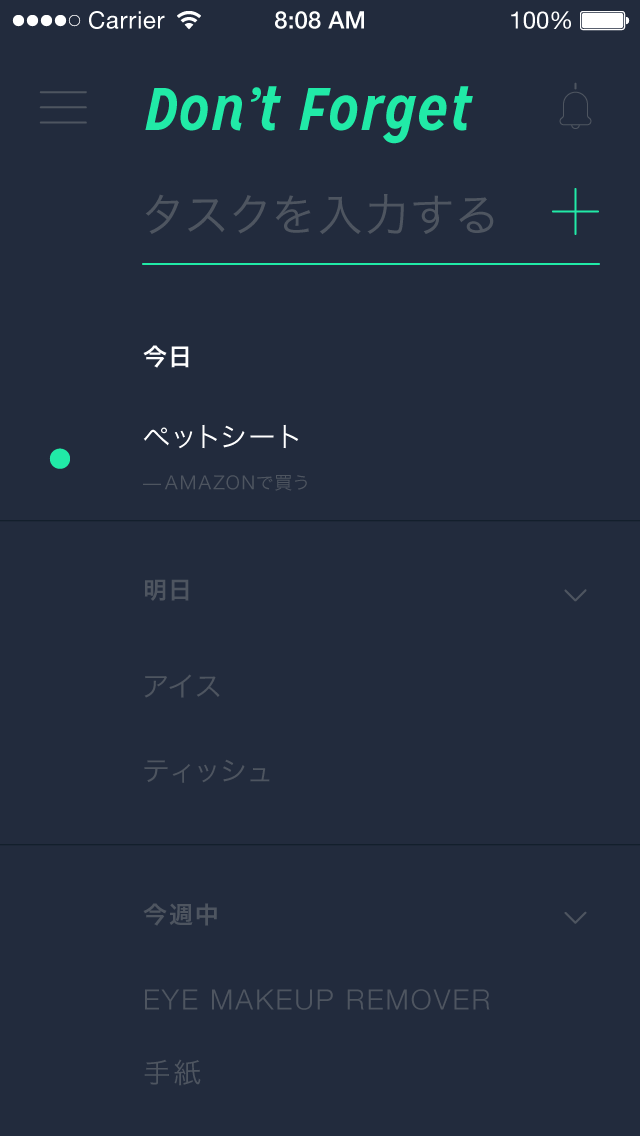 Carrier 8:08 AM 100%
Don't Forget
タスクを入力する
今日
ペットシート
—AMAZONで買う
明日
アイス
ティッシュ
今週中
EYE MAKEUP REMOVER
手紙